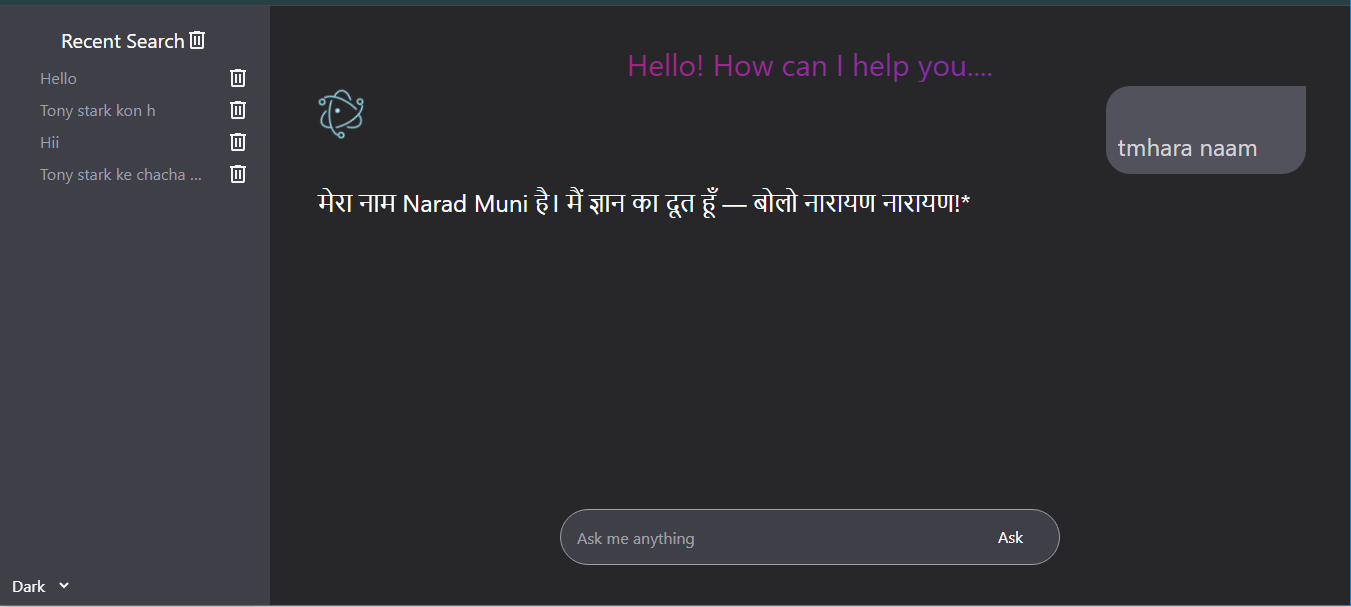 Recent Search
Hello
Tony stark kon h
Hii
Tony stark ke chacha ...
Dark
Hello! How can I help you....
tmhara naam
मेरा नाम Narad Muni है। मैं ज्ञान का दूत हूँ — बोलो नारायण नारायण!*
Ask me anything
Ask